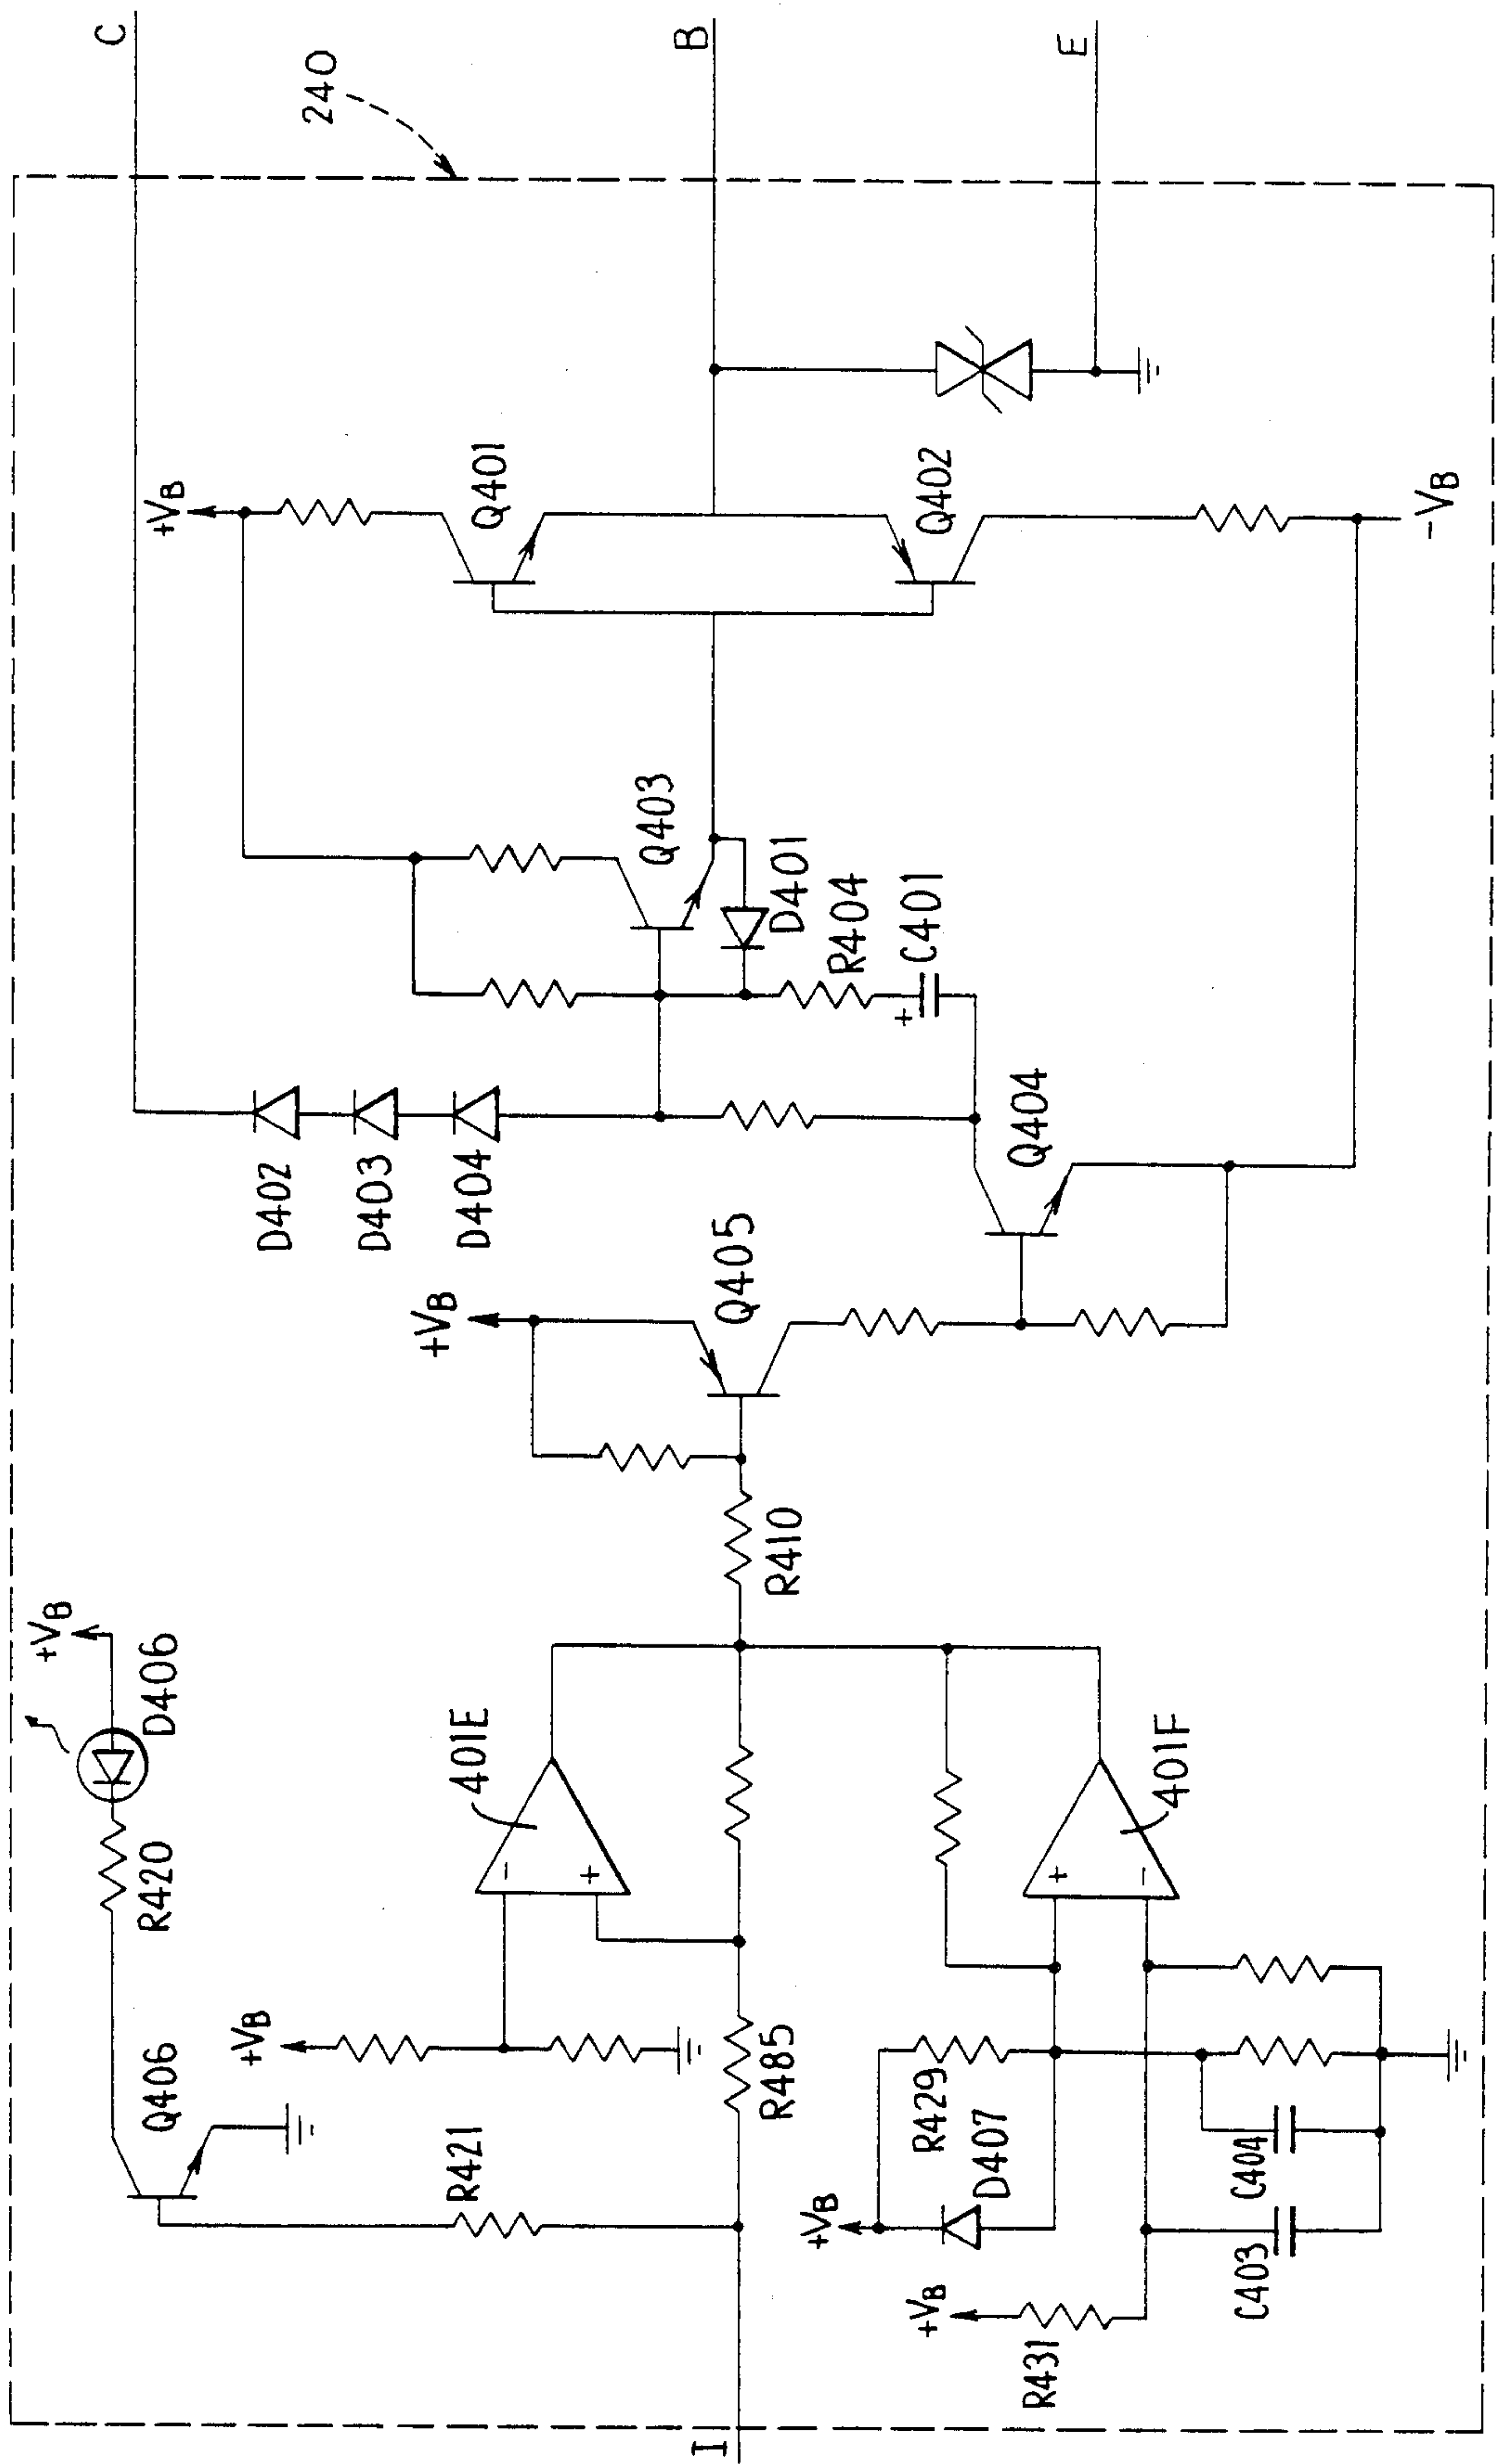 C
240
B
E
+VB
Q401
Q402
-VB
Q403
D401
R404
C401
+
D402
D403
D404
Q404
+VB
Q405
R410
+VB
D406
R420
Q406
401E
-
+
+VB
R421
R485
401F
+
-
R429
D407
+VB
+VB
R431
C404
C403
I